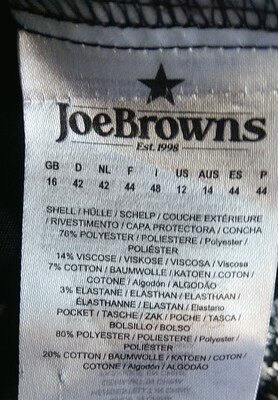 JoeBrowns
Est. 1998
GB D NL F I US AUS ES P
16 42 42 44 48 12 14 44 44
SHELL / HÜLLE / SCHELP / COUCHE EXTÉRIEURE
/ RIVESTIMENTO / CAPA PROTECTORA / CONCHA
76% POLYESTER / POLIESTERE / Polyester /
POLIÉSTER
14% VISCOSE / VISKOSE / VISCOSA / Viscosa
7% COTTON / BAUMWOLLE / KATOEN / COTON
/ COTONE / Algodón / ALGODÃO
3% ELASTANE / ELASTHAN / ELASTHAAN /
ÉLASTHANNE / ELASTAN / Elastano
POCKET / TASCHE / ZAK / POCHE / TASCA /
BOLSILLO / BOLSO
80% POLYESTER / POLIESTERE / Polyester /
POLIÉSTER
20% COTTON / BAUMWOLLE / KATOEN / COTON /
COTONE / Algodón / ALGODÃO